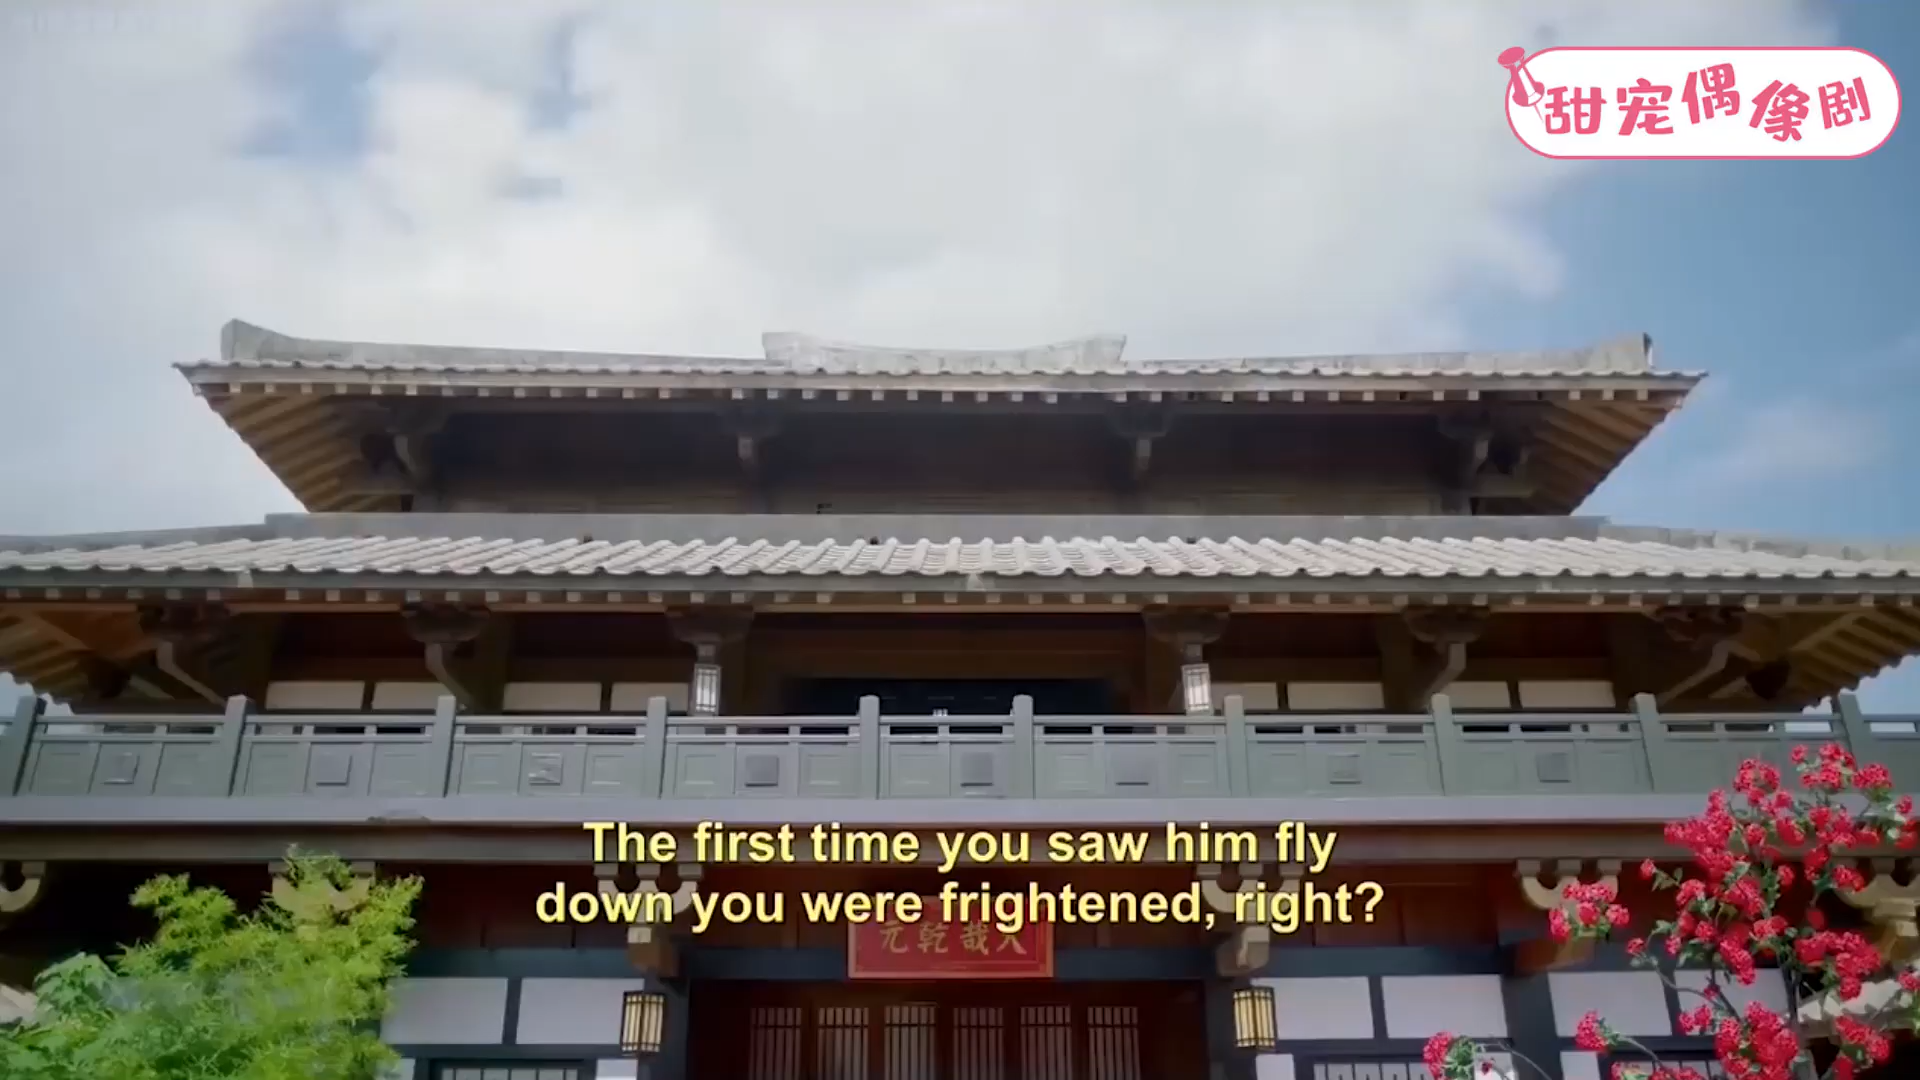 甜宠偶像剧
The first time you saw him fly
down you were frightened, right?
元乾哉大